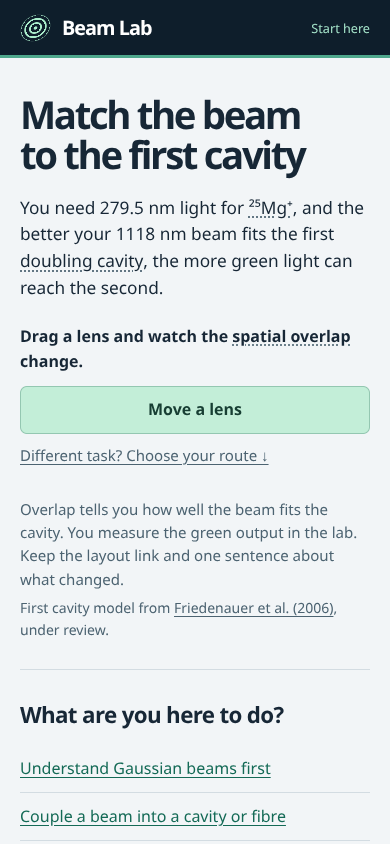 Beam Lab
Start here
Match the beam
to the first cavity
You need 279.5 nm light for ²⁵Mg⁺, and the
better your 1118 nm beam fits the first
doubling cavity, the more green light can
reach the second.
Drag a lens and watch the spatial overlap
change.
Move a lens
Different task? Choose your route ↓
Overlap tells you how well the beam fits the
cavity. You measure the green output in the lab.
Keep the layout link and one sentence about
what changed.
First cavity model from Friedenauer et al. (2006),
under review.
What are you here to do?
Understand Gaussian beams first
Couple a beam into a cavity or fibre